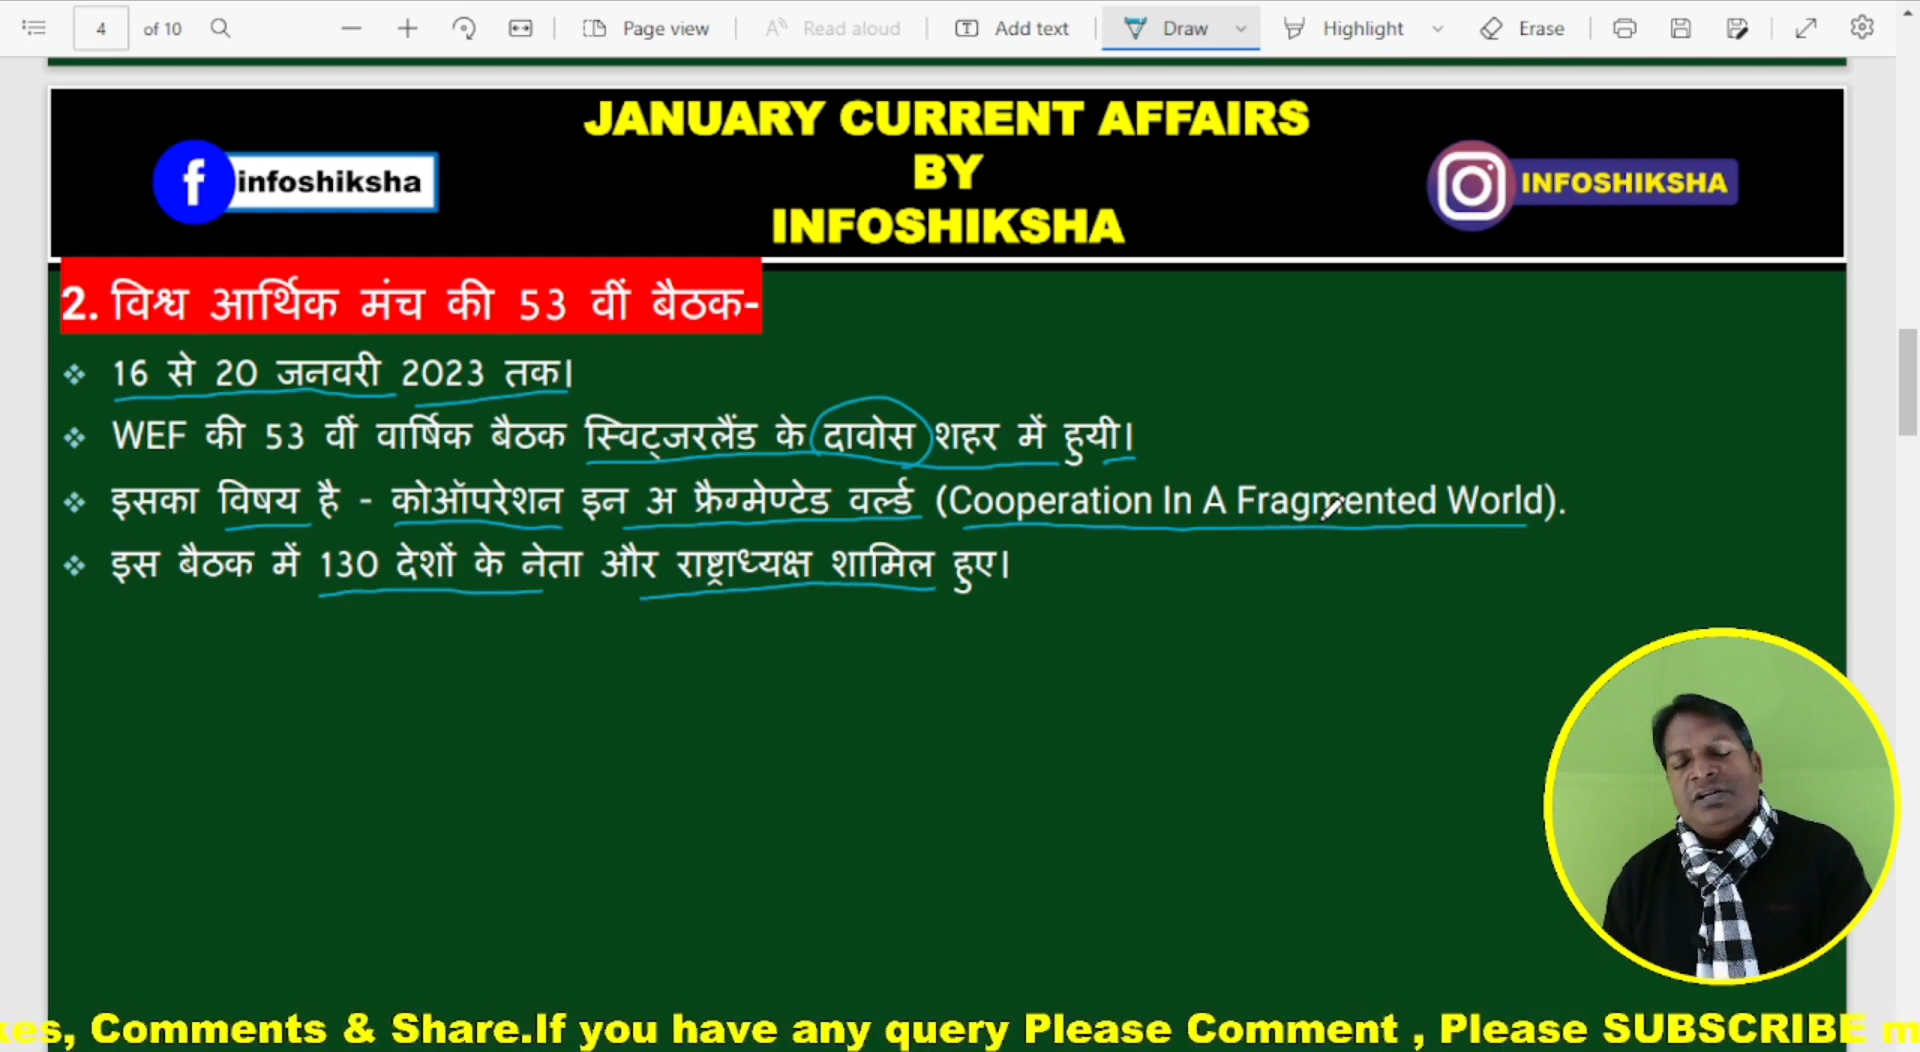 4 of 10 Page view Read aloud Add text Draw Highlight Erase
JANUARY CURRENT AFFAIRS
BY
INFOSHIKSHA
f infoshiksha
INFOSHIKSHA
2. विश्व आर्थिक मंच की 53 वीं बैठक-
16 से 20 जनवरी 2023 तक।
WEF की 53 वीं वार्षिक बैठक स्विट्जरलैंड के दावोस शहर में हुयी।
इसका विषय है - कोऑपरेशन इन अ फ्रैग्मेण्टेड वर्ल्ड (Cooperation In A Fragmented World).
इस बैठक में 130 देशों के नेता और राष्ट्राध्यक्ष शामिल हुए।
, Comments & Share.If you have any query Please Comment , Please SUBSCRIBE